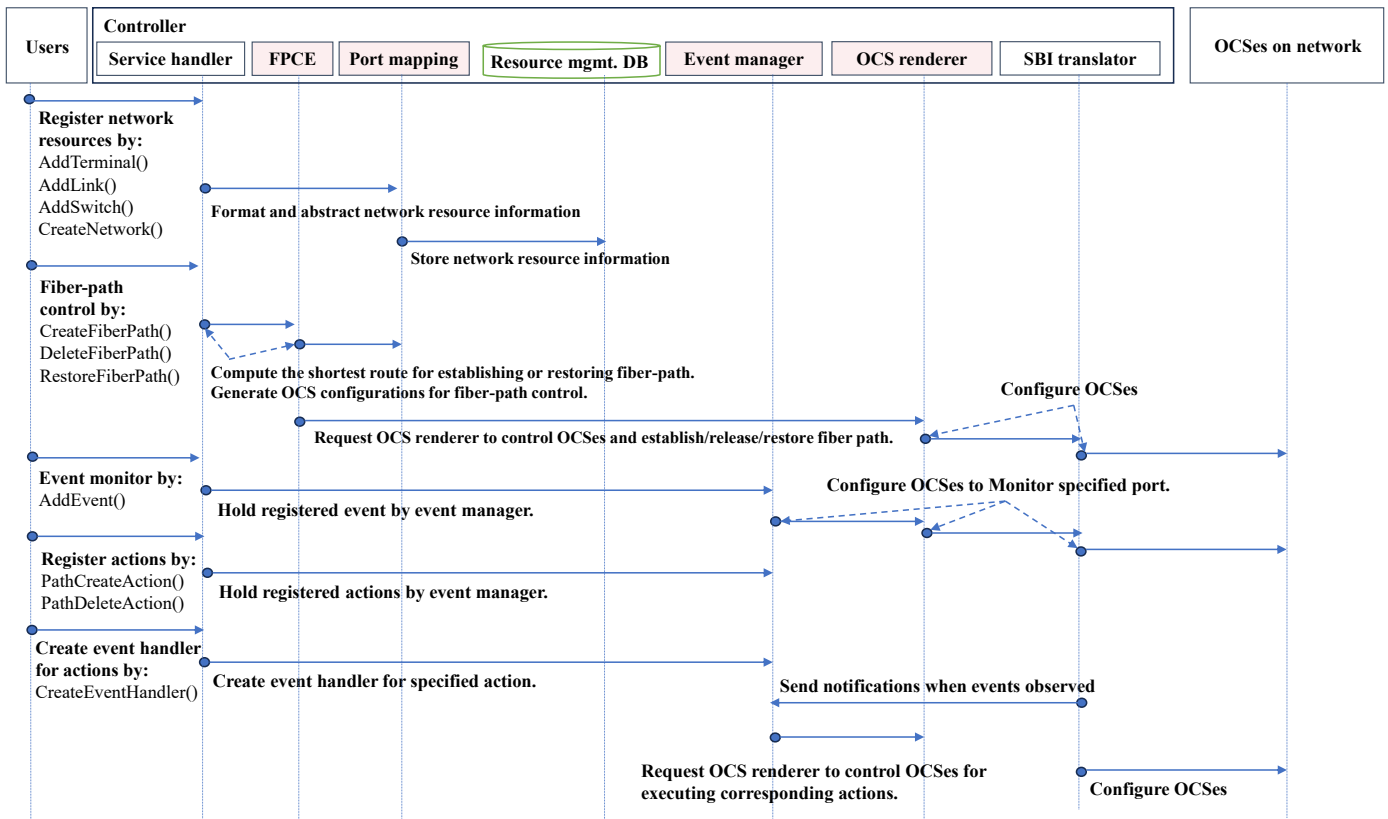 Users
Controller
Service handler
FPCE
Port mapping
Resource mgmt. DB
Event manager
OCS renderer
SBI translator
OCSes on network
Register network
resources by:
AddTerminal()
AddLink()
AddSwitch()
CreateNetwork()
Format and abstract network resource information
Store network resource information
Fiber-path
control by:
CreateFiberPath()
DeleteFiberPath()
RestoreFiberPath()
Compute the shortest route for establishing or restoring fiber-path.
Generate OCS configurations for fiber-path control.
Configure OCSes
Request OCS renderer to control OCSes and establish/release/restore fiber path.
Event monitor by:
AddEvent()
Hold registered event by event manager.
Configure OCSes to Monitor specified port.
Register actions by:
PathCreateAction()
PathDeleteAction()
Hold registered actions by event manager.
Create event handler
for actions by:
CreateEventHandler()
Create event handler for specified action.
Send notifications when events observed
Request OCS renderer to control OCSes for
executing corresponding actions.
Configure OCSes